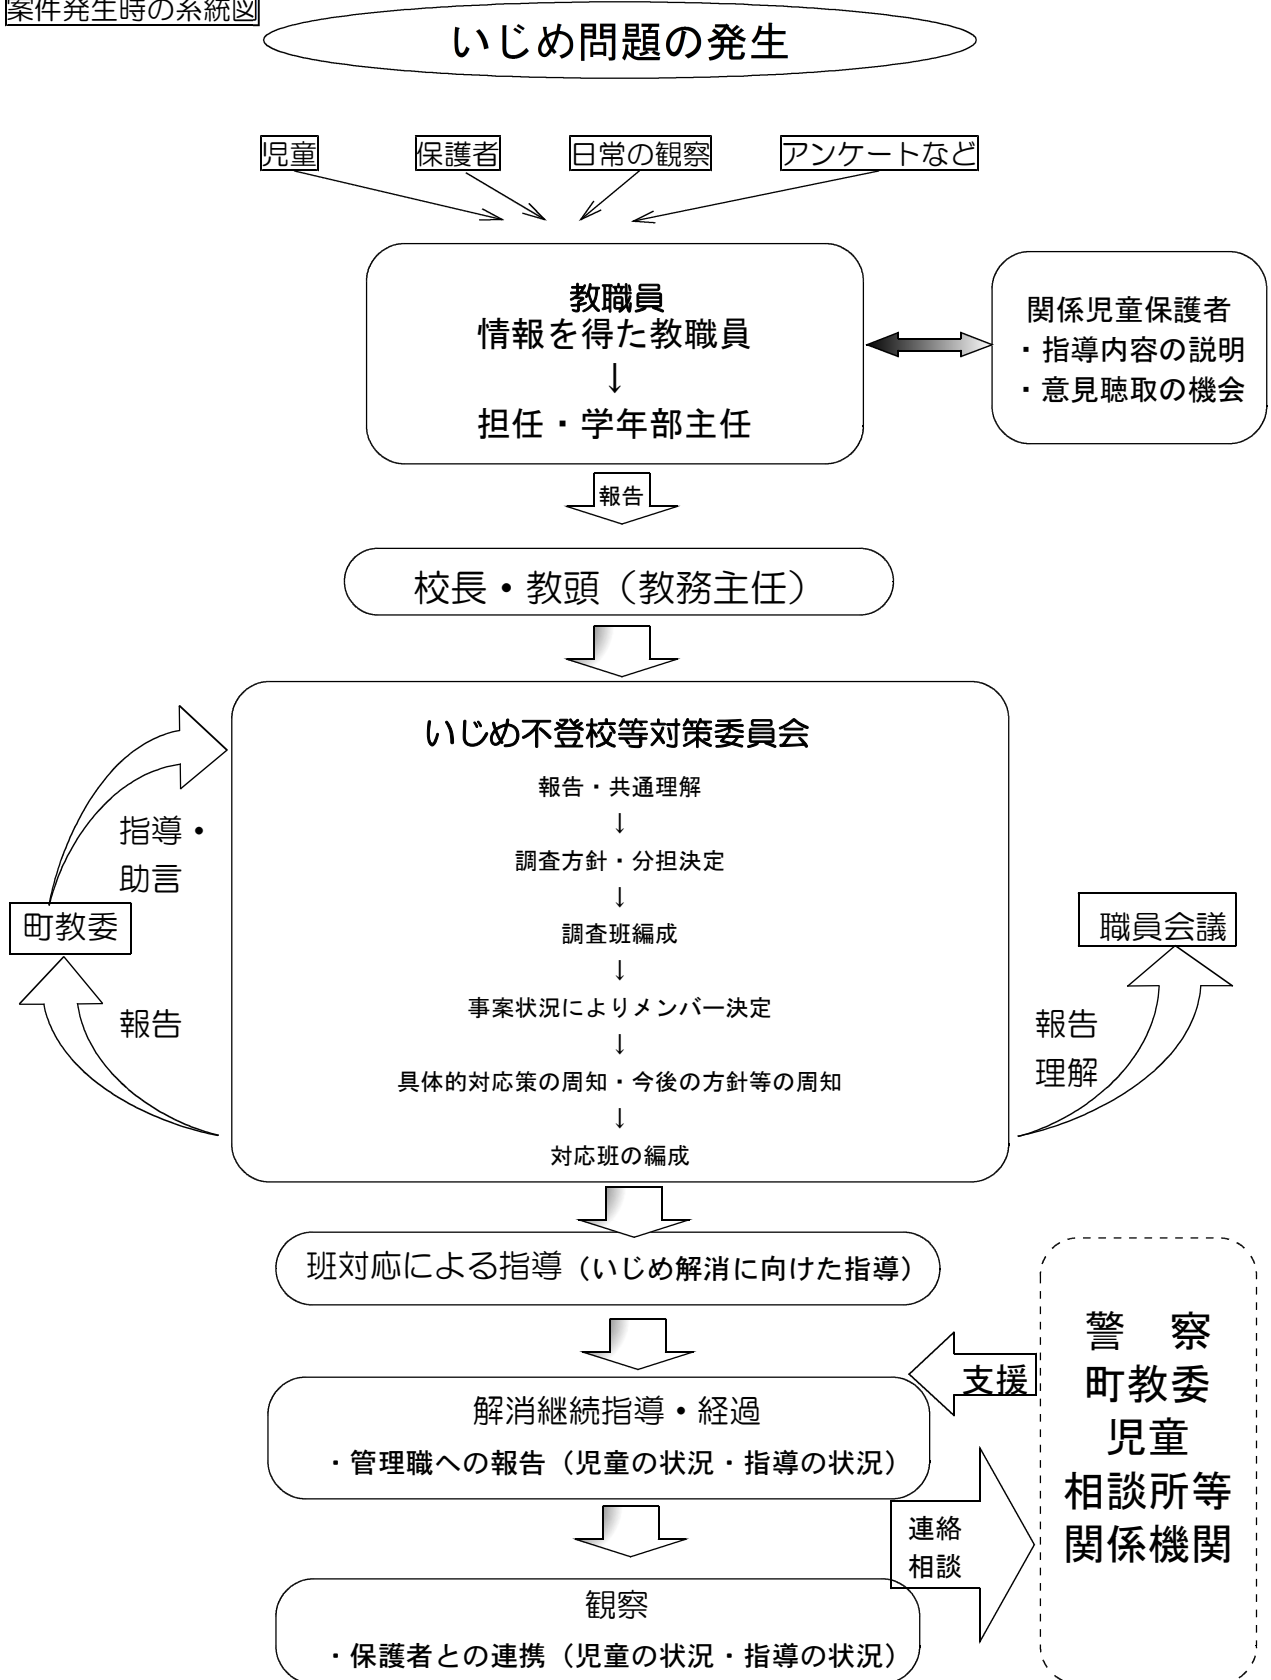 案件発生時の系統図
いじめ問題の発生
児童
保護者
日常の観察
アンケートなど
教職員
情報を得た教職員
↓
担任・学年部主任
関係児童保護者
・指導内容の説明
・意見聴取の機会
報告
校長・教頭（教務主任）
いじめ不登校等対策委員会
報告・共通理解
↓
調査方針・分担決定
↓
調査班編成
↓
事案状況によりメンバー決定
↓
具体的対応策の周知・今後の方針等の周知
↓
対応班の編成
指導・
助言
町教委
報告
職員会議
報告
理解
班対応による指導（いじめ解消に向けた指導）
解消継続指導・経過
・管理職への報告（児童の状況・指導の状況）
支援
警　察
町教委
児童
相談所等
関係機関
連絡
相談
観察
・保護者との連携（児童の状況・指導の状況）